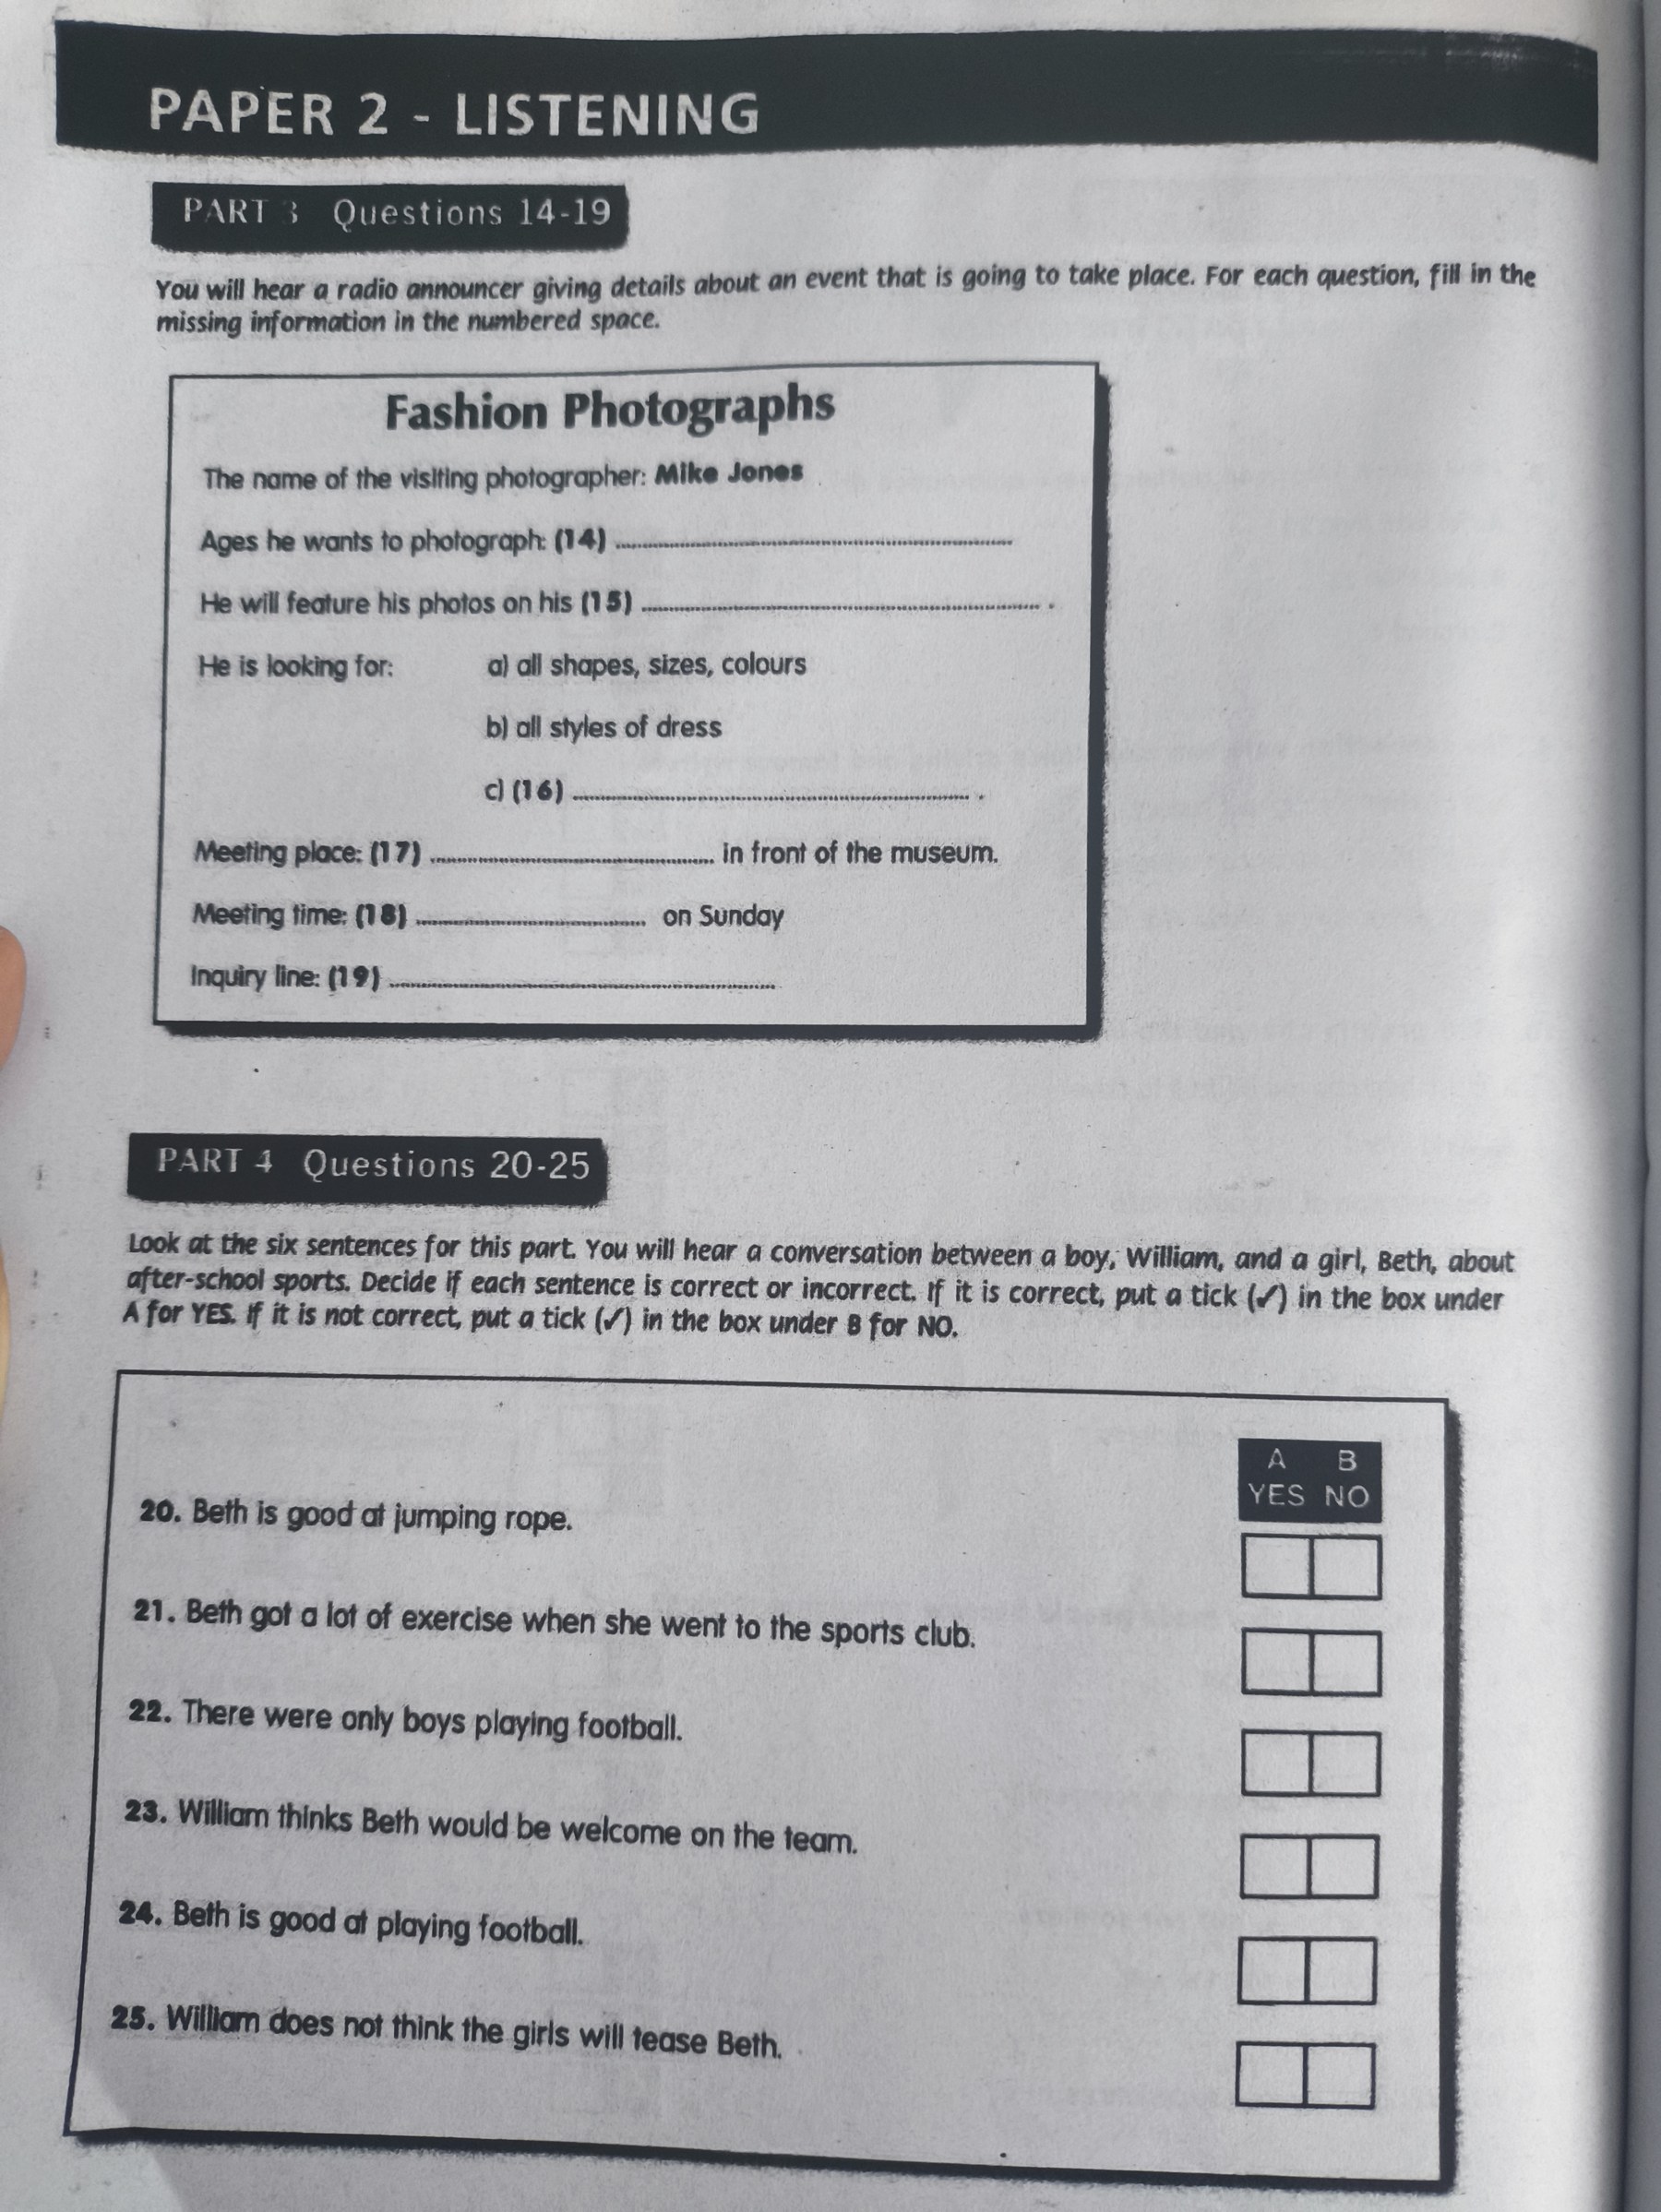 PAPER 2 - LISTENING
PART 3 Questions 14-19
You will hear a radio announcer giving details about an event that is going to take place. For each question, fill in the
missing information in the numbered space.
Fashion Photographs
The name of the visiting photographer: Mike Jones
Ages he wants to photograph: (14) ........................................
He will feature his photos on his (15) ........................................ .
He is looking for: a) all shapes, sizes, colours
b) all styles of dress
c) (16) ........................................ .
Meeting place: (17) ........................................ in front of the museum.
Meeting time: (18) ........................................ on Sunday
Inquiry line: (19) ........................................
PART 4 Questions 20-25
Look at the six sentences for this part. You will hear a conversation between a boy, William, and a girl, Beth, about
after-school sports. Decide if each sentence is correct or incorrect. If it is correct, put a tick (✓) in the box under
A for YES. If it is not correct, put a tick (✓) in the box under B for NO.
A B
YES NO
20. Beth is good at jumping rope.
21. Beth got a lot of exercise when she went to the sports club.
22. There were only boys playing football.
23. William thinks Beth would be welcome on the team.
24. Beth is good at playing football.
25. William does not think the girls will tease Beth.